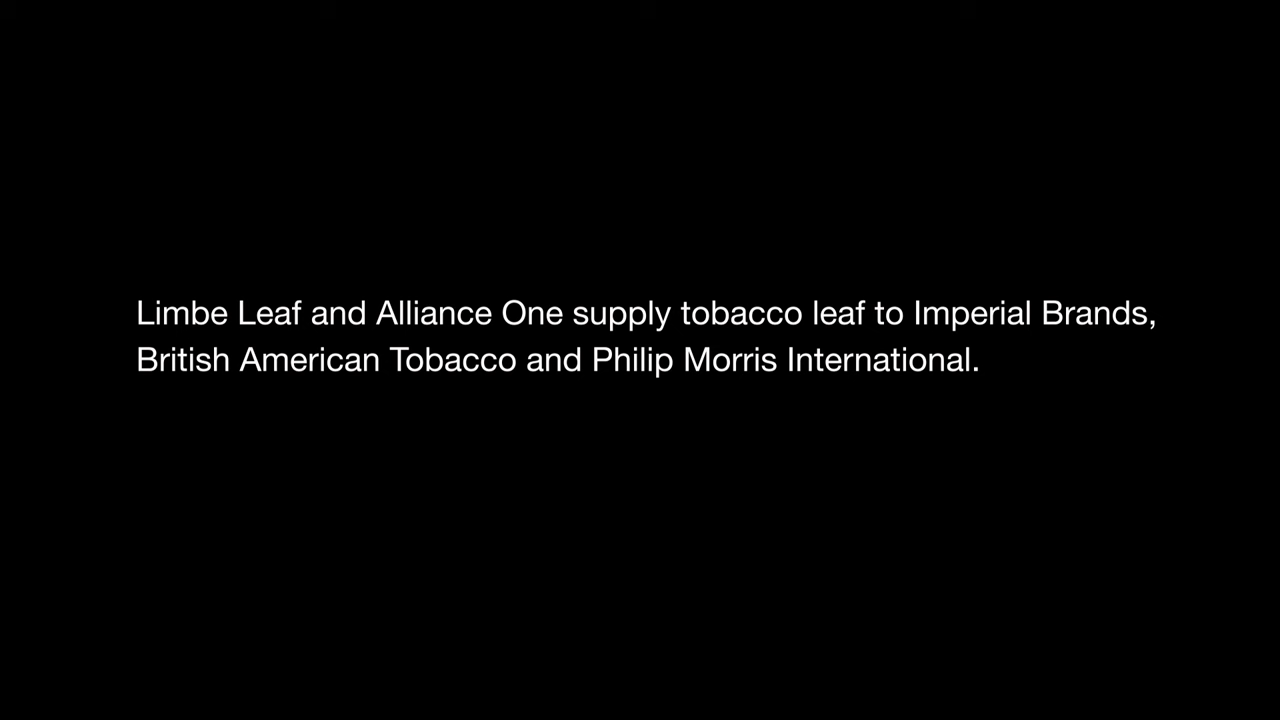 Limbe Leaf and Alliance One supply tobacco leaf to Imperial Brands,
British American Tobacco and Philip Morris International.